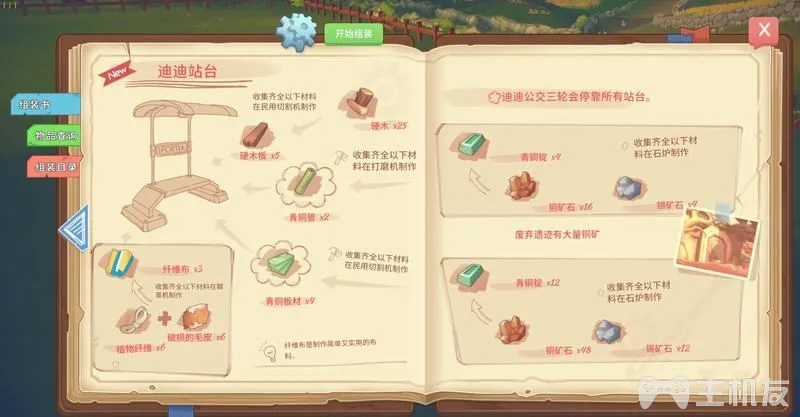 开始组装
X
New
迪迪站台
组装书
物品查询
组装目录
收集齐全以下材料
在民用切割机制作
硬木 x25
硬木板 x5
收集齐全以下材
料在打磨机制作
PORTIA
青铜管 x2
收集齐全以下材料
在民用切割机制作
青铜板材 x4
纤维布 x3
收集齐全以下材料在鞣
革机制作
植物纤维 x6
破损的毛皮 x6
纤维布是制作简单又实用的布
料。
迪迪公交三轮会停靠所有站台。
青铜锭 x4
收集齐全以下材
料在石炉制作
铜矿石 x16
锡矿石 x4
废弃遗迹有大量铜矿
青铜锭 x12
收集齐全以下材
料在石炉制作
铜矿石 x48
锡矿石 x12
主机友